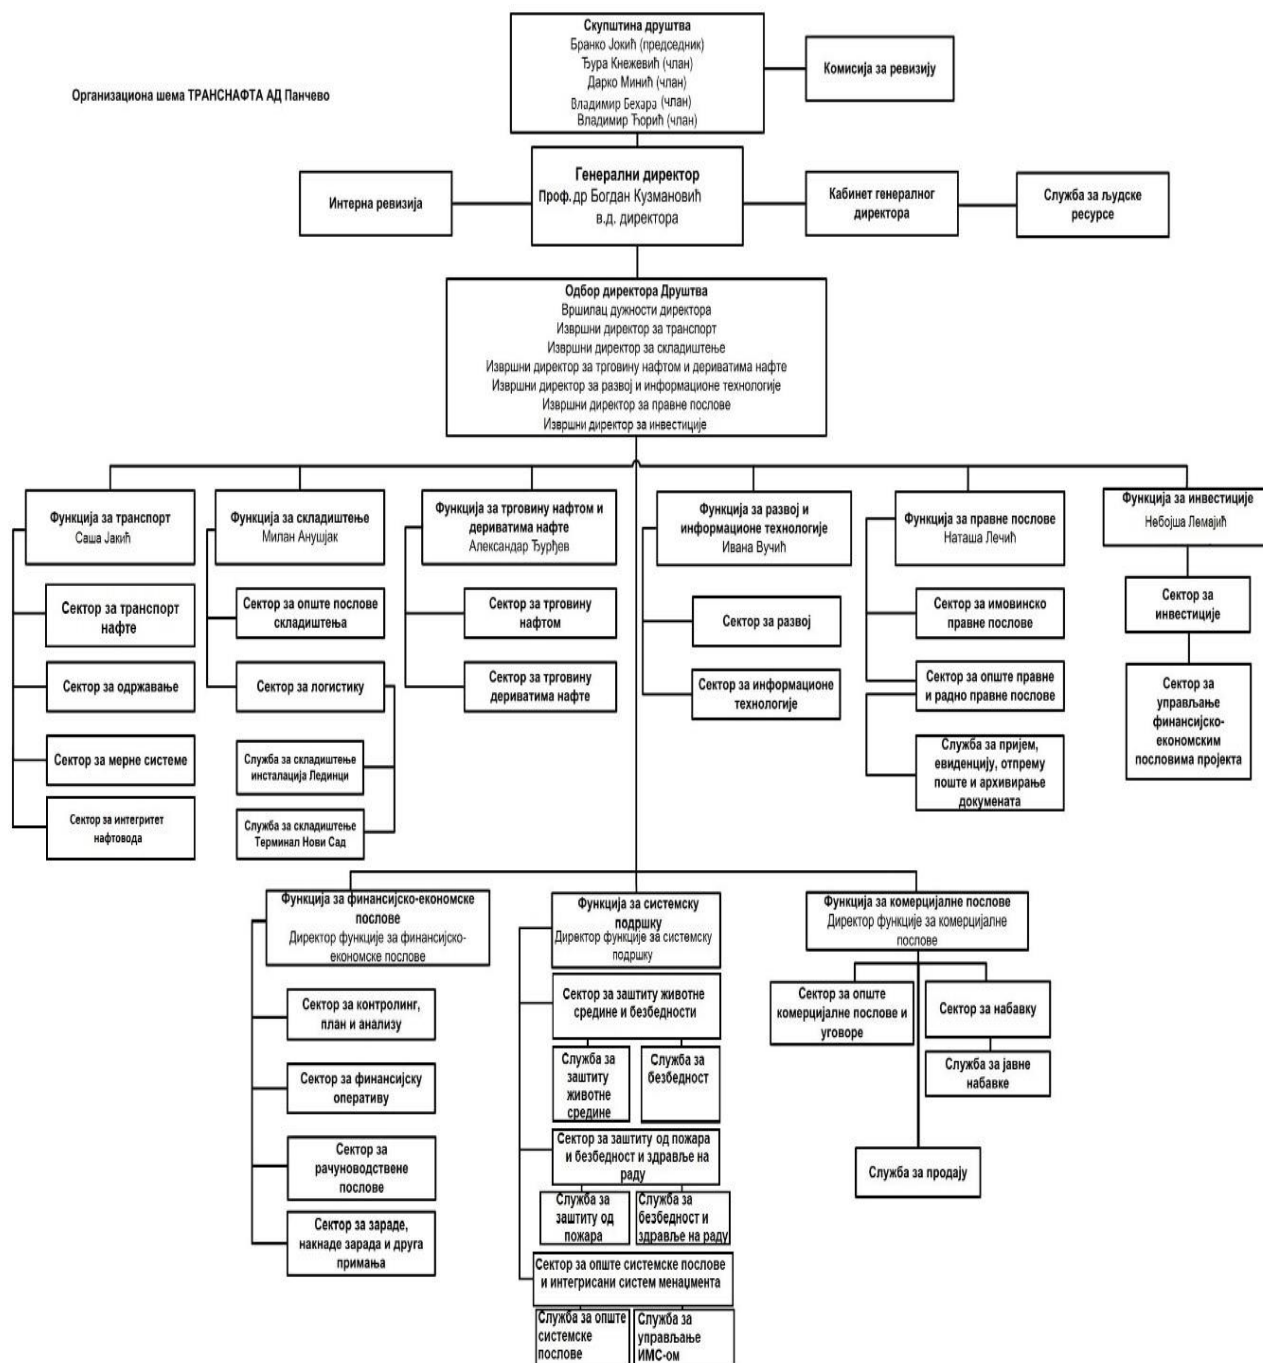 Скупштина друштва
Бранко Јокић (председник)
Ђура Кнежевић (члан)
Дарко Минић (члан)
Владимир Бехара (члан)
Владимир Ћорић (члан)
Комисија за ревизију
Организациона шема ТРАНСНАФТА АД Панчево
Генерални директор
Проф. др Богдан Кузмановић
в.д. директора
Интерна ревизија
Кабинет генералног
директора
Служба за људске
ресурсе
Одбор директора Друштва
Вршилац дужности директора
Извршни директор за транспорт
Извршни директор за складиштење
Извршни директор за трговину нафтом и дериватима нафте
Извршни директор за развој и информационе технологије
Извршни директор за правне послове
Извршни директор за инвестиције
Функција за транспорт
Саша Јакић
Сектор за транспорт
нафте
Сектор за одржавање
Сектор за мерне системе
Сектор за интегритет
нафтовода
Функција за складиштење
Милан Анушјак
Сектор за опште послове
складиштења
Сектор за логистику
Служба за складиштење
инсталација Лединци
Служба за складиштење
Терминал Нови Сад
Функција за трговину нафтом и
дериватима нафте
Александар Ђурђев
Сектор за трговину
нафтом
Сектор за трговину
дериватима нафте
Функција за развој и
информационе технологије
Ивана Вучић
Сектор за развој
Сектор за информационе
технологије
Функција за правне послове
Наташа Лечић
Сектор за имовинско
правне послове
Сектор за опште правне
и радно правне послове
Служба за пријем,
евиденцију, отпрему
поште и архивирање
докумената
Функција за инвестиције
Небојша Лемајић
Сектор за
инвестиције
Сектор за
управљање
финансијско-
економским
пословима пројекта
Функција за финансијско-економске
послове
Директор функције за финансијско-
економске послове
Сектор за контролинг,
план и анализу
Сектор за финансијску
оперативу
Сектор за
рачуноводствене
послове
Сектор за зараде,
накнаде зарада и друга
примања
Функција за системску
подршку
Директор функције за системску
подршку
Сектор за заштиту животне
средине и безбедности
Служба за
заштиту
животне
средине
Служба за
безбедност
Сектор за заштиту од пожара
и безбедност и здравље на
раду
Служба за
заштиту од
пожара
Служба за
безбедност и
здравље на раду
Сектор за опште системске послове
и интегрисани систем менаџмента
Служба за опште
системске
послове
Служба за
управљање
ИМС-ом
Функција за комерцијалне послове
Директор функције за комерцијалне
послове
Сектор за опште
комерцијалне послове и
уговоре
Сектор за набавку
Служба за јавне
набавке
Служба за продају